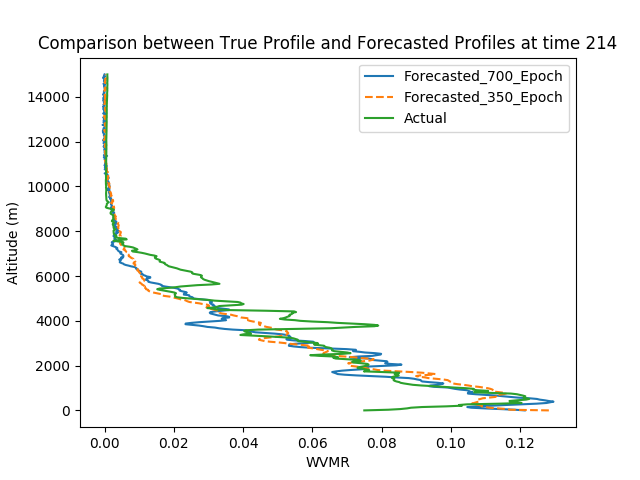 Comparison between True Profile and Forecasted Profiles at time 214
Forecasted_700_Epoch
Forecasted_350_Epoch
Actual
Altitude (m)
14000
12000
10000
8000
6000
4000
2000
0
0.00 0.02 0.04 0.06 0.08 0.10 0.12
WVMR